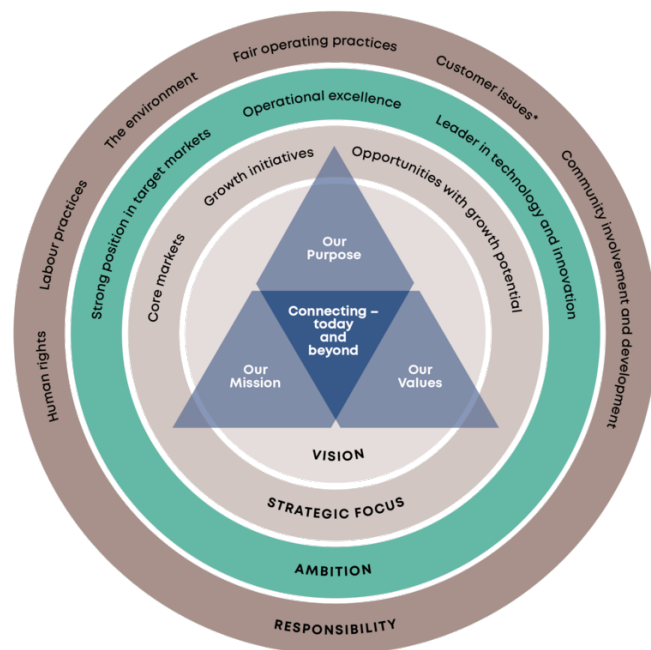 Human rights
Labour practices
The environment
Fair operating practices
Customer issues*
Community involvement and development
Strong position in target markets
Operational excellence
Leader in technology and innovation
Core markets
Growth initiatives
Opportunities with growth potential
Our
Purpose
Connecting –
today
and
beyond
Our
Mission
Our
Values
VISION
STRATEGIC FOCUS
AMBITION
RESPONSIBILITY